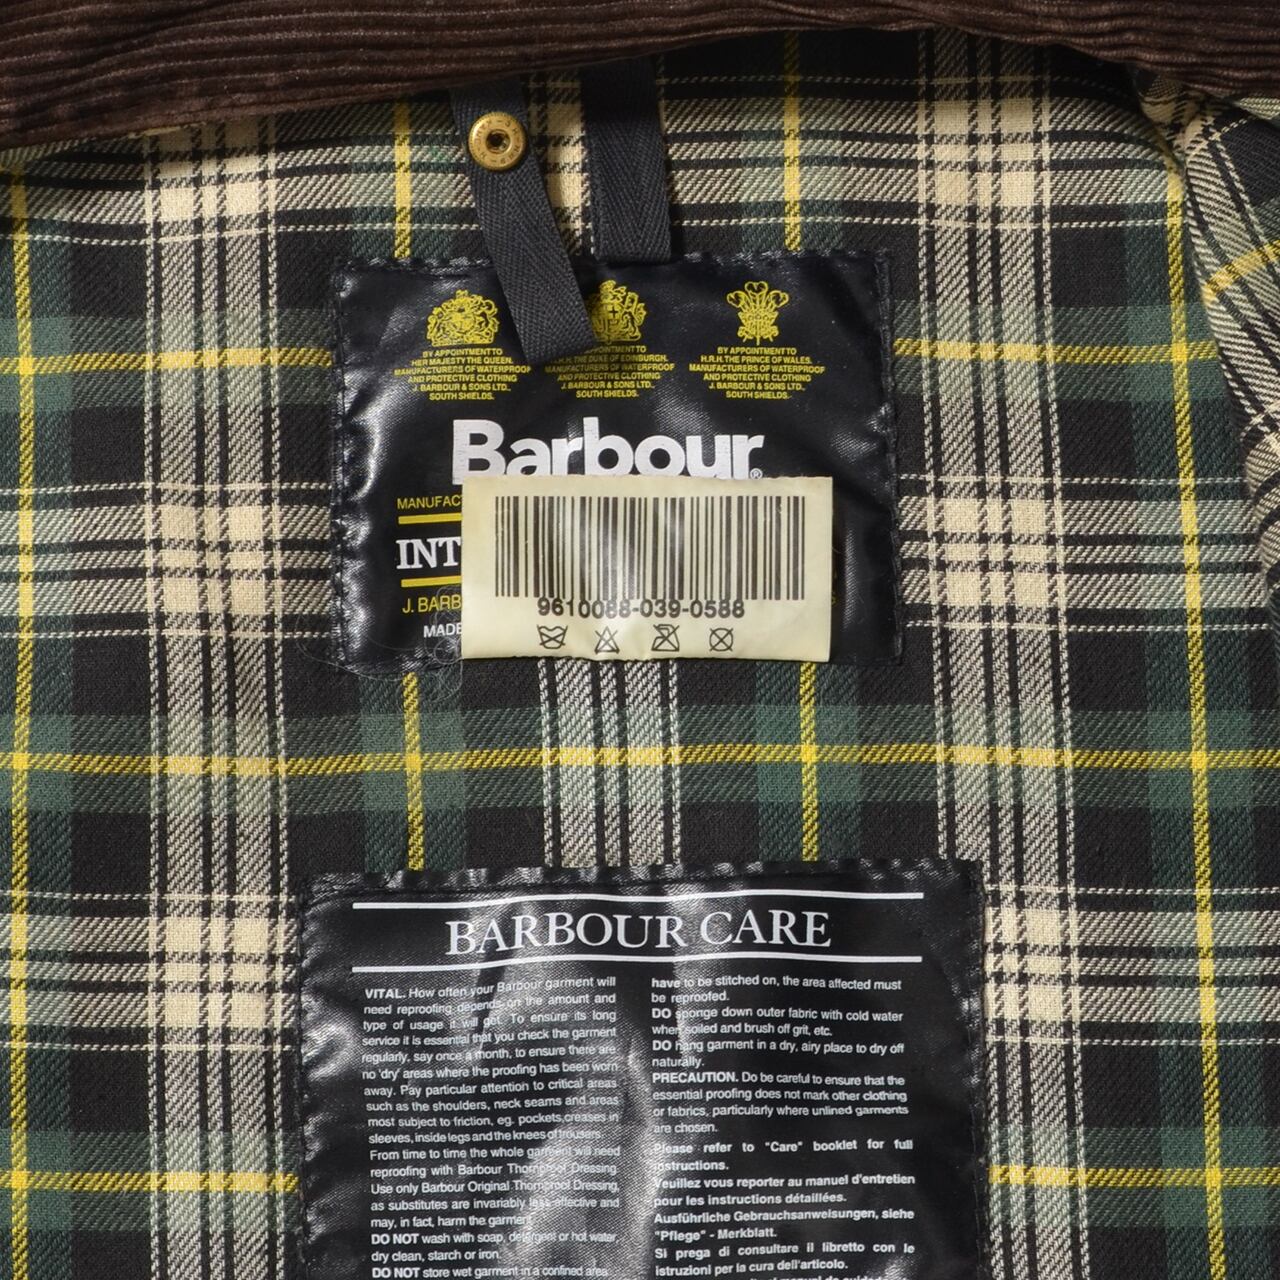 BY APPOINTMENT TO
HER MAJESTY THE QUEEN.
MANUFACTURERS OF WATERPROOF
AND PROTECTIVE CLOTHING
J. BARBOUR & SONS LTD.,
SOUTH SHIELDS.
APPOINTMENT TO
H.R.H. THE DUKE OF EDINBURGH.
MANUFACTURERS OF WATERPROOF
AND PROTECTIVE CLOTHING
J. BARBOUR & SONS LTD.,
SOUTH SHIELDS.
BY APPOINTMENT TO
H.R.H. THE PRINCE OF WALES.
MANUFACTURERS OF WATERPROOF
AND PROTECTIVE CLOTHING
J. BARBOUR & SONS LTD.,
SOUTH SHIELDS.
Barbour®
MANUFAC
INT
J. BARB
MADE
9610088-039-0588
BARBOUR CARE
VITAL. How often your Barbour garment will
need reproofing depends on the amount and
type of usage it will get. To ensure its long
service it is essential that you check the garment
regularly, say once a month, to ensure there are
no 'dry' areas where the proofing has been worn
away. Pay particular attention to critical areas
such as the shoulders, neck seams and areas
most subject to friction, eg. pockets, creases in
sleeves, inside legs and the knees of trousers.
From time to time the whole garment will need
reproofing with Barbour Thornproof Dressing.
Use only Barbour Original Thornproof Dressing,
as substitutes are invariably less effective and
may, in fact, harm the garment.
DO NOT wash with soap, detergent or hot water,
dry clean, starch or iron.
DO NOT store wet garment in a confined area
have to be stitched on, the area affected must
be reproofed.
DO sponge down outer fabric with cold water
when soiled and brush off grit, etc.
DO hang garment in a dry, airy place to dry off
naturally.
PRECAUTION. Do be careful to ensure that the
essential proofing does not mark other clothing
or fabrics, particularly where unlined garments
are chosen.
Please refer to "Care" booklet for full
instructions.
Veuillez vous reporter au manuel d'entretien
pour les instructions détaillées.
Ausführliche Gebrauchsanweisungen, siehe
"Pflege" - Merkblatt.
Si prega di consultare il libretto con le
istruzioni per la cura dell'articolo.